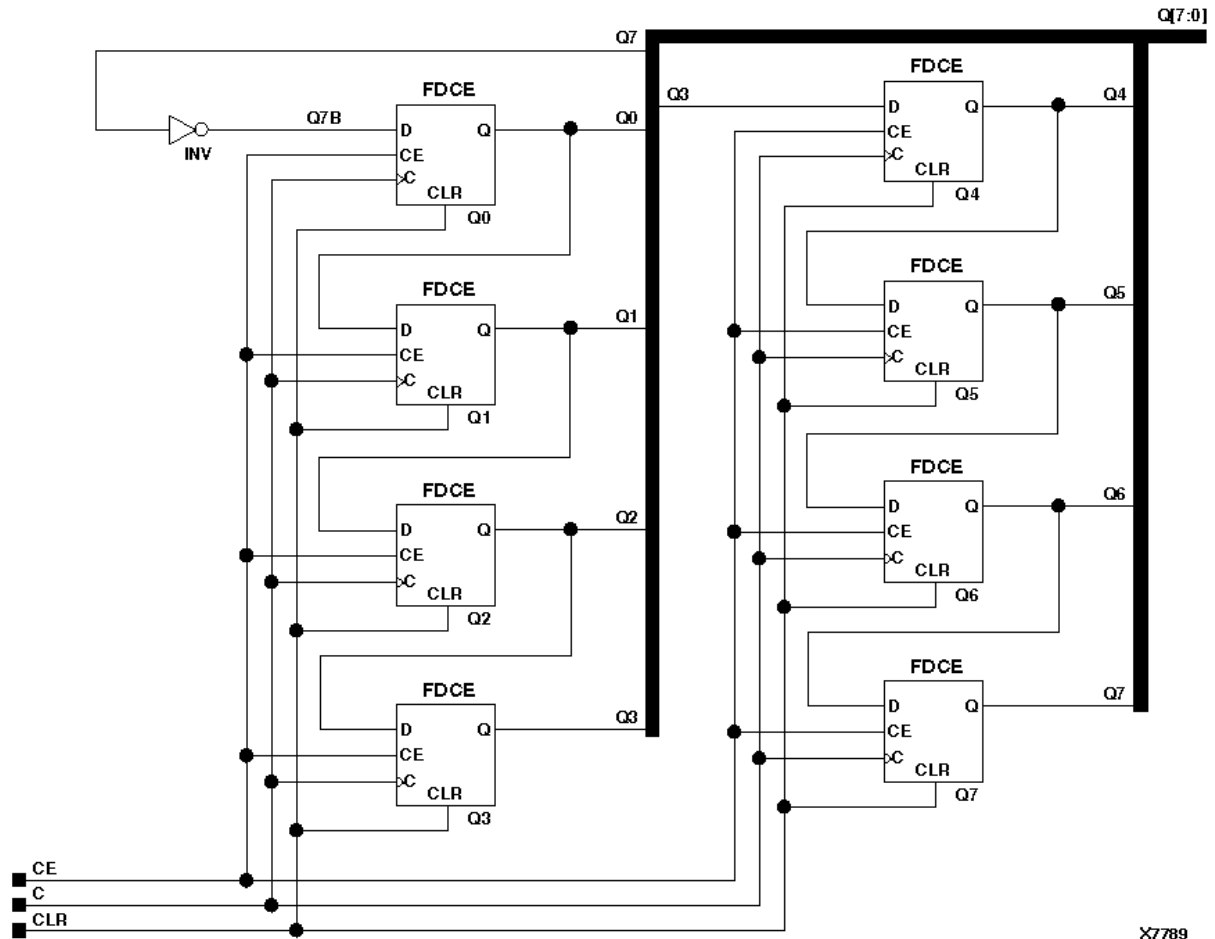 Q[7:0]
Q7
FDCE
Q7B
D
Q
Q0
INV
CE
C
CLR
Q0
FDCE
D
Q
Q1
CE
C
CLR
Q1
FDCE
D
Q
Q2
CE
C
CLR
Q2
FDCE
D
Q
Q3
CE
C
CLR
Q3
FDCE
Q3
D
Q
Q4
CE
C
CLR
Q4
FDCE
D
Q
Q5
CE
C
CLR
Q5
FDCE
D
Q
Q6
CE
C
CLR
Q6
FDCE
D
Q
Q7
CE
C
CLR
Q7
CE
C
CLR
X7789